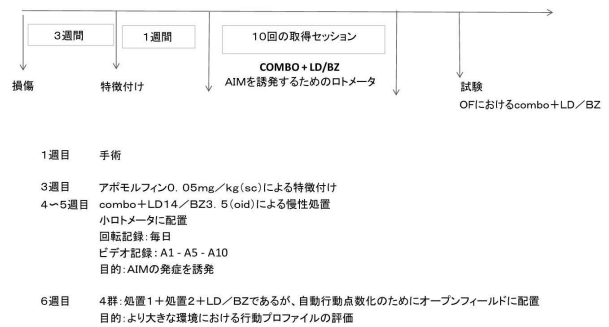 3週間
1週間
10回の取得セッション
COMBO + LD/BZ
AIMを誘発するためのロトメータ
損傷
特徴付け
試験
OFにおけるcombo+LD/BZ
1週目 手術
3週目 アポモルフィン0.05mg/kg(sc)による特徴付け
4~5週目 combo+LD14/BZ3.5(oid)による慢性処置
小ロトメータに配置
回転記録:毎日
ビデオ記録:A1 - A5 - A10
目的:AIMの発症を誘発
6週目 4群:処置1+処置2+LD/BZであるが、自動行動点数化のためにオープンフィールドに配置
目的:より大きな環境における行動プロファイルの評価